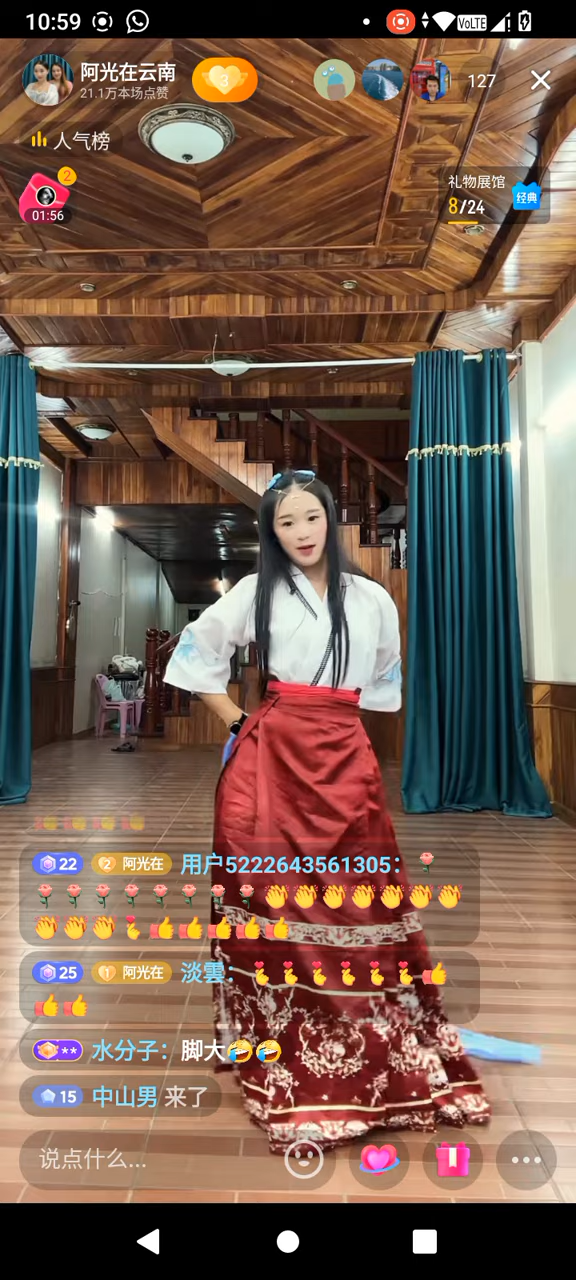 10:59
VoLTE
阿光在云南
21.1万本场点赞
3
127
人气榜
2
01:56
礼物展馆
8/24
经典
22 2 阿光在 用户5222643561305：🌹
🌹🌹🌹🌹🌹🌹🌹🌹👏👏👏👏👏👏👏
👏👏👏🫰👍👍👍👍👍
25 1 阿光在 淡雲：🫰🫰🫰🫰🫰🫰👍
👍👍
** 水分子：脚大🤣🤣
15 中山男 来了
说点什么...